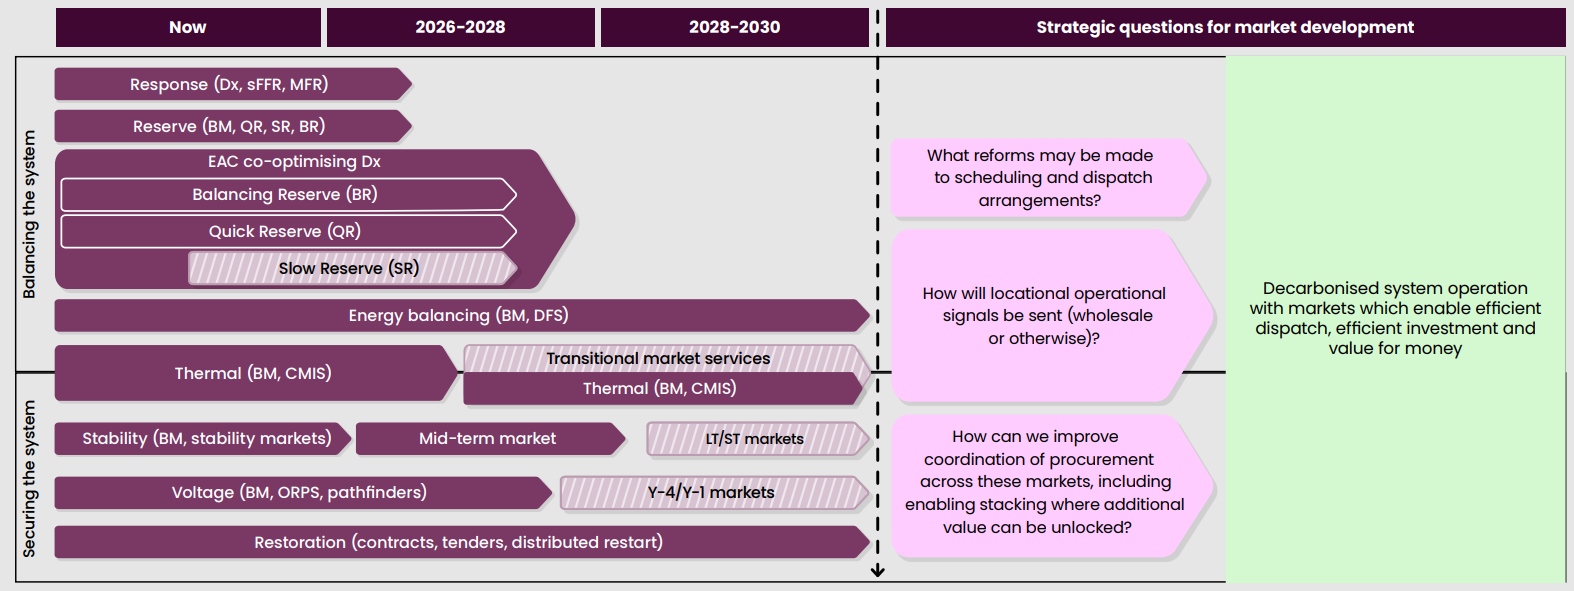 Now
2026-2028
2028-2030
Strategic questions for market development
Balancing the system
Response (Dx, sFFR, MFR)
Reserve (BM, QR, SR, BR)
EAC co-optimising Dx
Balancing Reserve (BR)
Quick Reserve (QR)
Slow Reserve (SR)
Energy balancing (BM, DFS)
Thermal (BM, CMIS)
Transitional market services
Thermal (BM, CMIS)
Securing the system
Stability (BM, stability markets)
Mid-term market
LT/ST markets
Voltage (BM, ORPS, pathfinders)
Y-4/Y-1 markets
Restoration (contracts, tenders, distributed restart)
What reforms may be made
to scheduling and dispatch
arrangements?
How will locational operational
signals be sent (wholesale
or otherwise)?
How can we improve
coordination of procurement
across these markets, including
enabling stacking where additional
value can be unlocked?
Decarbonised system operation
with markets which enable efficient
dispatch, efficient investment and
value for money